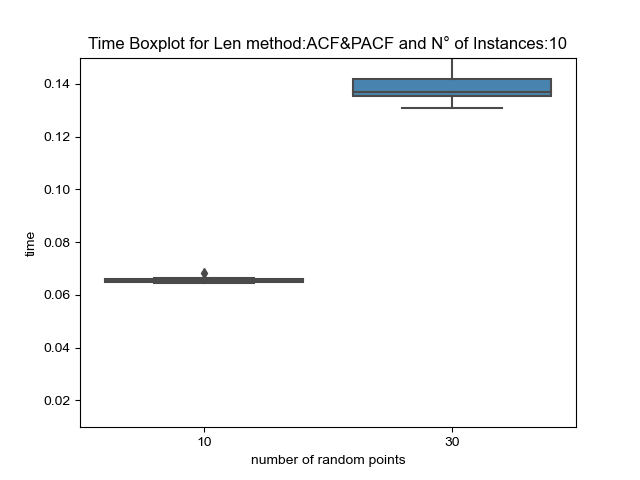 Time Boxplot for Len method:ACF&PACF and N° of Instances:10
0.14
0.12
0.10
0.08
0.06
0.04
0.02
time
10 30
number of random points